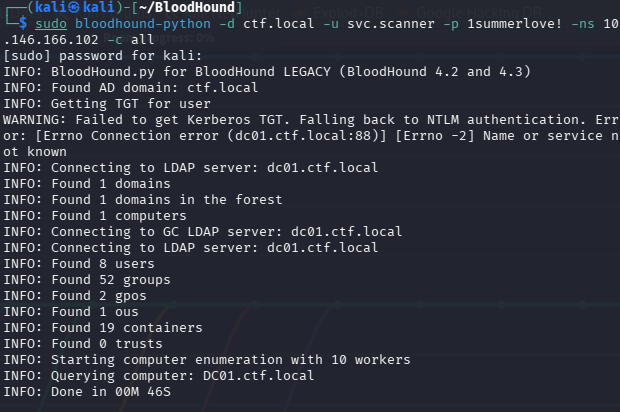 ┌──(kali㉿kali)-[~/BloodHound]
└─$ sudo bloodhound-python -d ctf.local -u svc.scanner -p 1summerlove! -ns 10
.146.166.102 -c all
[sudo] password for kali:
INFO: BloodHound.py for BloodHound LEGACY (BloodHound 4.2 and 4.3)
INFO: Found AD domain: ctf.local
INFO: Getting TGT for user
WARNING: Failed to get Kerberos TGT. Falling back to NTLM authentication. Err
or: [Errno Connection error (dc01.ctf.local:88)] [Errno -2] Name or service n
ot known
INFO: Connecting to LDAP server: dc01.ctf.local
INFO: Found 1 domains
INFO: Found 1 domains in the forest
INFO: Found 1 computers
INFO: Connecting to GC LDAP server: dc01.ctf.local
INFO: Connecting to LDAP server: dc01.ctf.local
INFO: Found 8 users
INFO: Found 52 groups
INFO: Found 2 gpos
INFO: Found 1 ous
INFO: Found 19 containers
INFO: Found 0 trusts
INFO: Starting computer enumeration with 10 workers
INFO: Querying computer: DC01.ctf.local
INFO: Done in 00M 46S